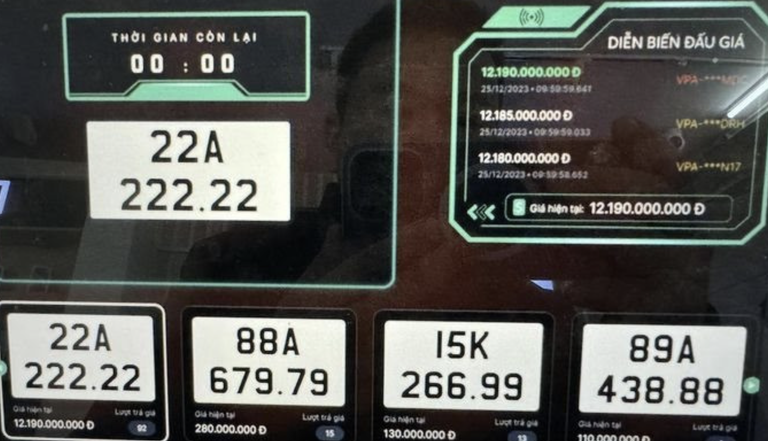 THỜI GIAN CÒN LẠI
00 : 00
22A
222.22
DIỄN BIẾN ĐẤU GIÁ
12.190.000.000 Đ
25/12/2023 • 09:59:59.641
VPA-***MDC
12.185.000.000 Đ
25/12/2023 • 09:59:59.033
VPA-***DRH
12.180.000.000 Đ
25/12/2023 • 09:59:58.652
VPA-***N17
Giá hiện tại: 12.190.000.000 Đ
22A
222.22
Giá hiện tại
Lượt trả giá
12.190.000.000 Đ
92
88A
679.79
Giá hiện tại
Lượt trả giá
280.000.000 Đ
15
15K
266.99
Giá hiện tại
Lượt trả giá
130.000.000 Đ
13
89A
438.88
Giá hiện tại
Lượt trả giá
110.000.000 Đ